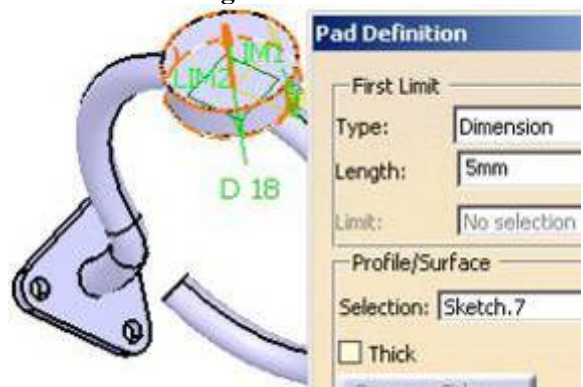 LIM1
LIM2
D 18
Pad Definition
First Limit
Type: Dimension
Length: 5mm
Limit: No selection
Profile/Surface
Selection: Sketch.7
Thick